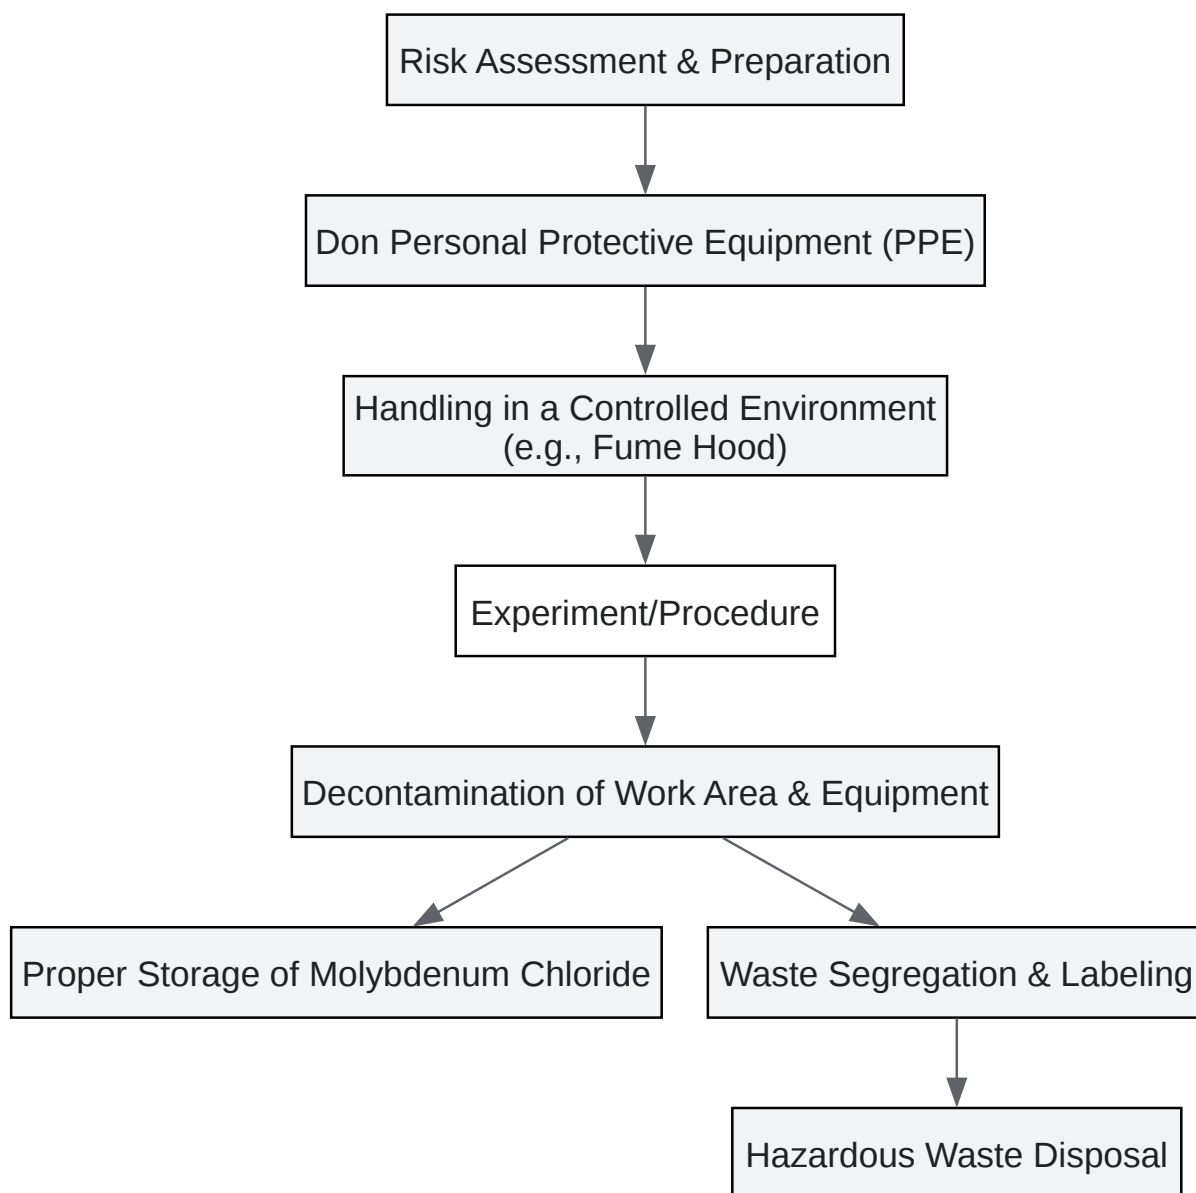 Risk Assessment & Preparation
Don Personal Protective Equipment (PPE)
Handling in a Controlled Environment
(e.g., Fume Hood)
Experiment/Procedure
Decontamination of Work Area & Equipment
Proper Storage of Molybdenum Chloride
Waste Segregation & Labeling
Hazardous Waste Disposal